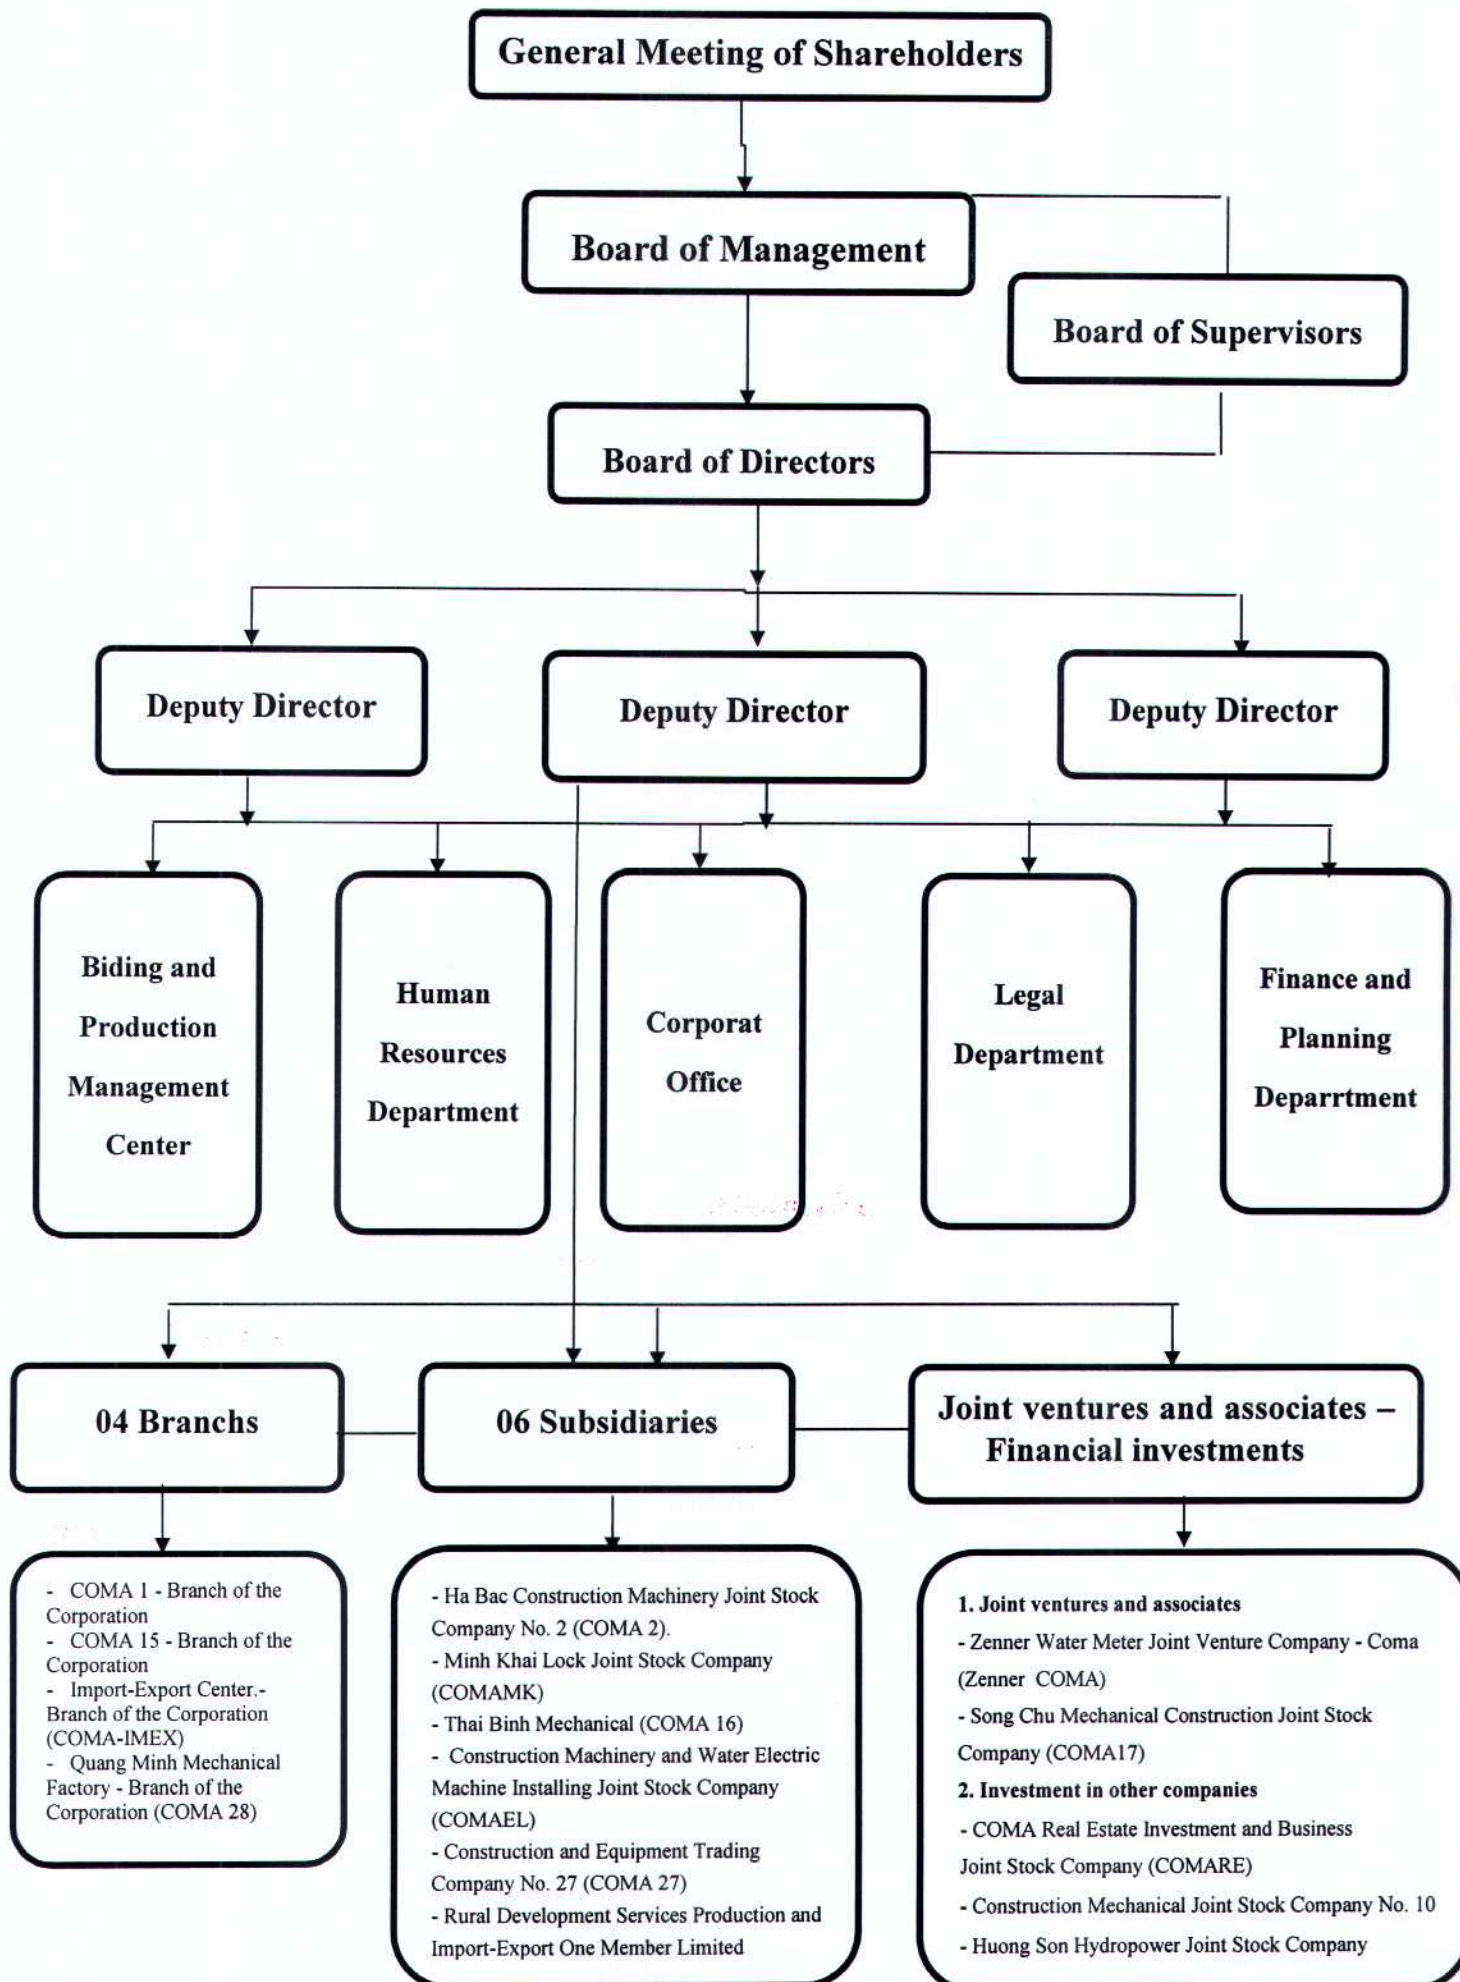 General Meeting of Shareholders
Board of Management
Board of Supervisors
Board of Directors
Deputy Director
Deputy Director
Deputy Director
Biding and
Production
Management
Center
Human
Resources
Department
Corporat
Office
Legal
Department
Finance and
Planning
Deparrtment
04 Branchs
06 Subsidiaries
Joint ventures and associates –
Financial investments
- COMA 1 - Branch of the
Corporation
- COMA 15 - Branch of the
Corporation
- Import-Export Center.-
Branch of the Corporation
(COMA-IMEX)
- Quang Minh Mechanical
Factory - Branch of the
Corporation (COMA 28)
- Ha Bac Construction Machinery Joint Stock
Company No. 2 (COMA 2).
- Minh Khai Lock Joint Stock Company
(COMAMK)
- Thai Binh Mechanical (COMA 16)
- Construction Machinery and Water Electric
Machine Installing Joint Stock Company
(COMAEL)
- Construction and Equipment Trading
Company No. 27 (COMA 27)
- Rural Development Services Production and
Import-Export One Member Limited
1. Joint ventures and associates
- Zenner Water Meter Joint Venture Company - Coma
(Zenner COMA)
- Song Chu Mechanical Construction Joint Stock
Company (COMA17)
2. Investment in other companies
- COMA Real Estate Investment and Business
Joint Stock Company (COMARE)
- Construction Mechanical Joint Stock Company No. 10
- Huong Son Hydropower Joint Stock Company